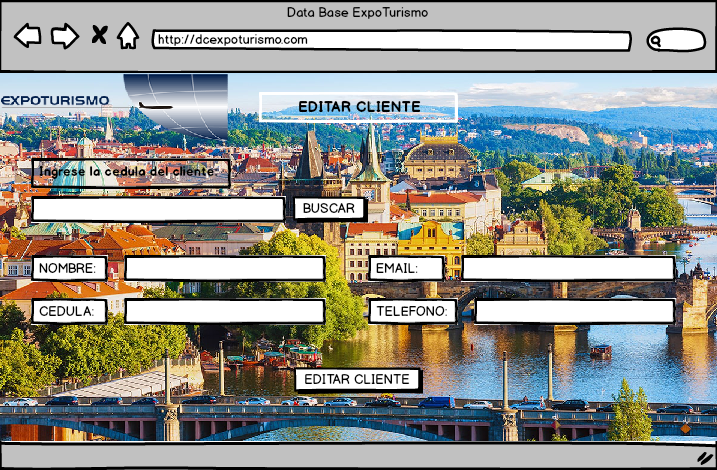 Data Base ExpoTurismo
http://dcexpoturismo.com
EXPOTURISMO
EDITAR CLIENTE
Ingrese la cedula del cliente
BUSCAR
NOMBRE:
EMAIL:
CEDULA:
TELEFONO:
EDITAR CLIENTE